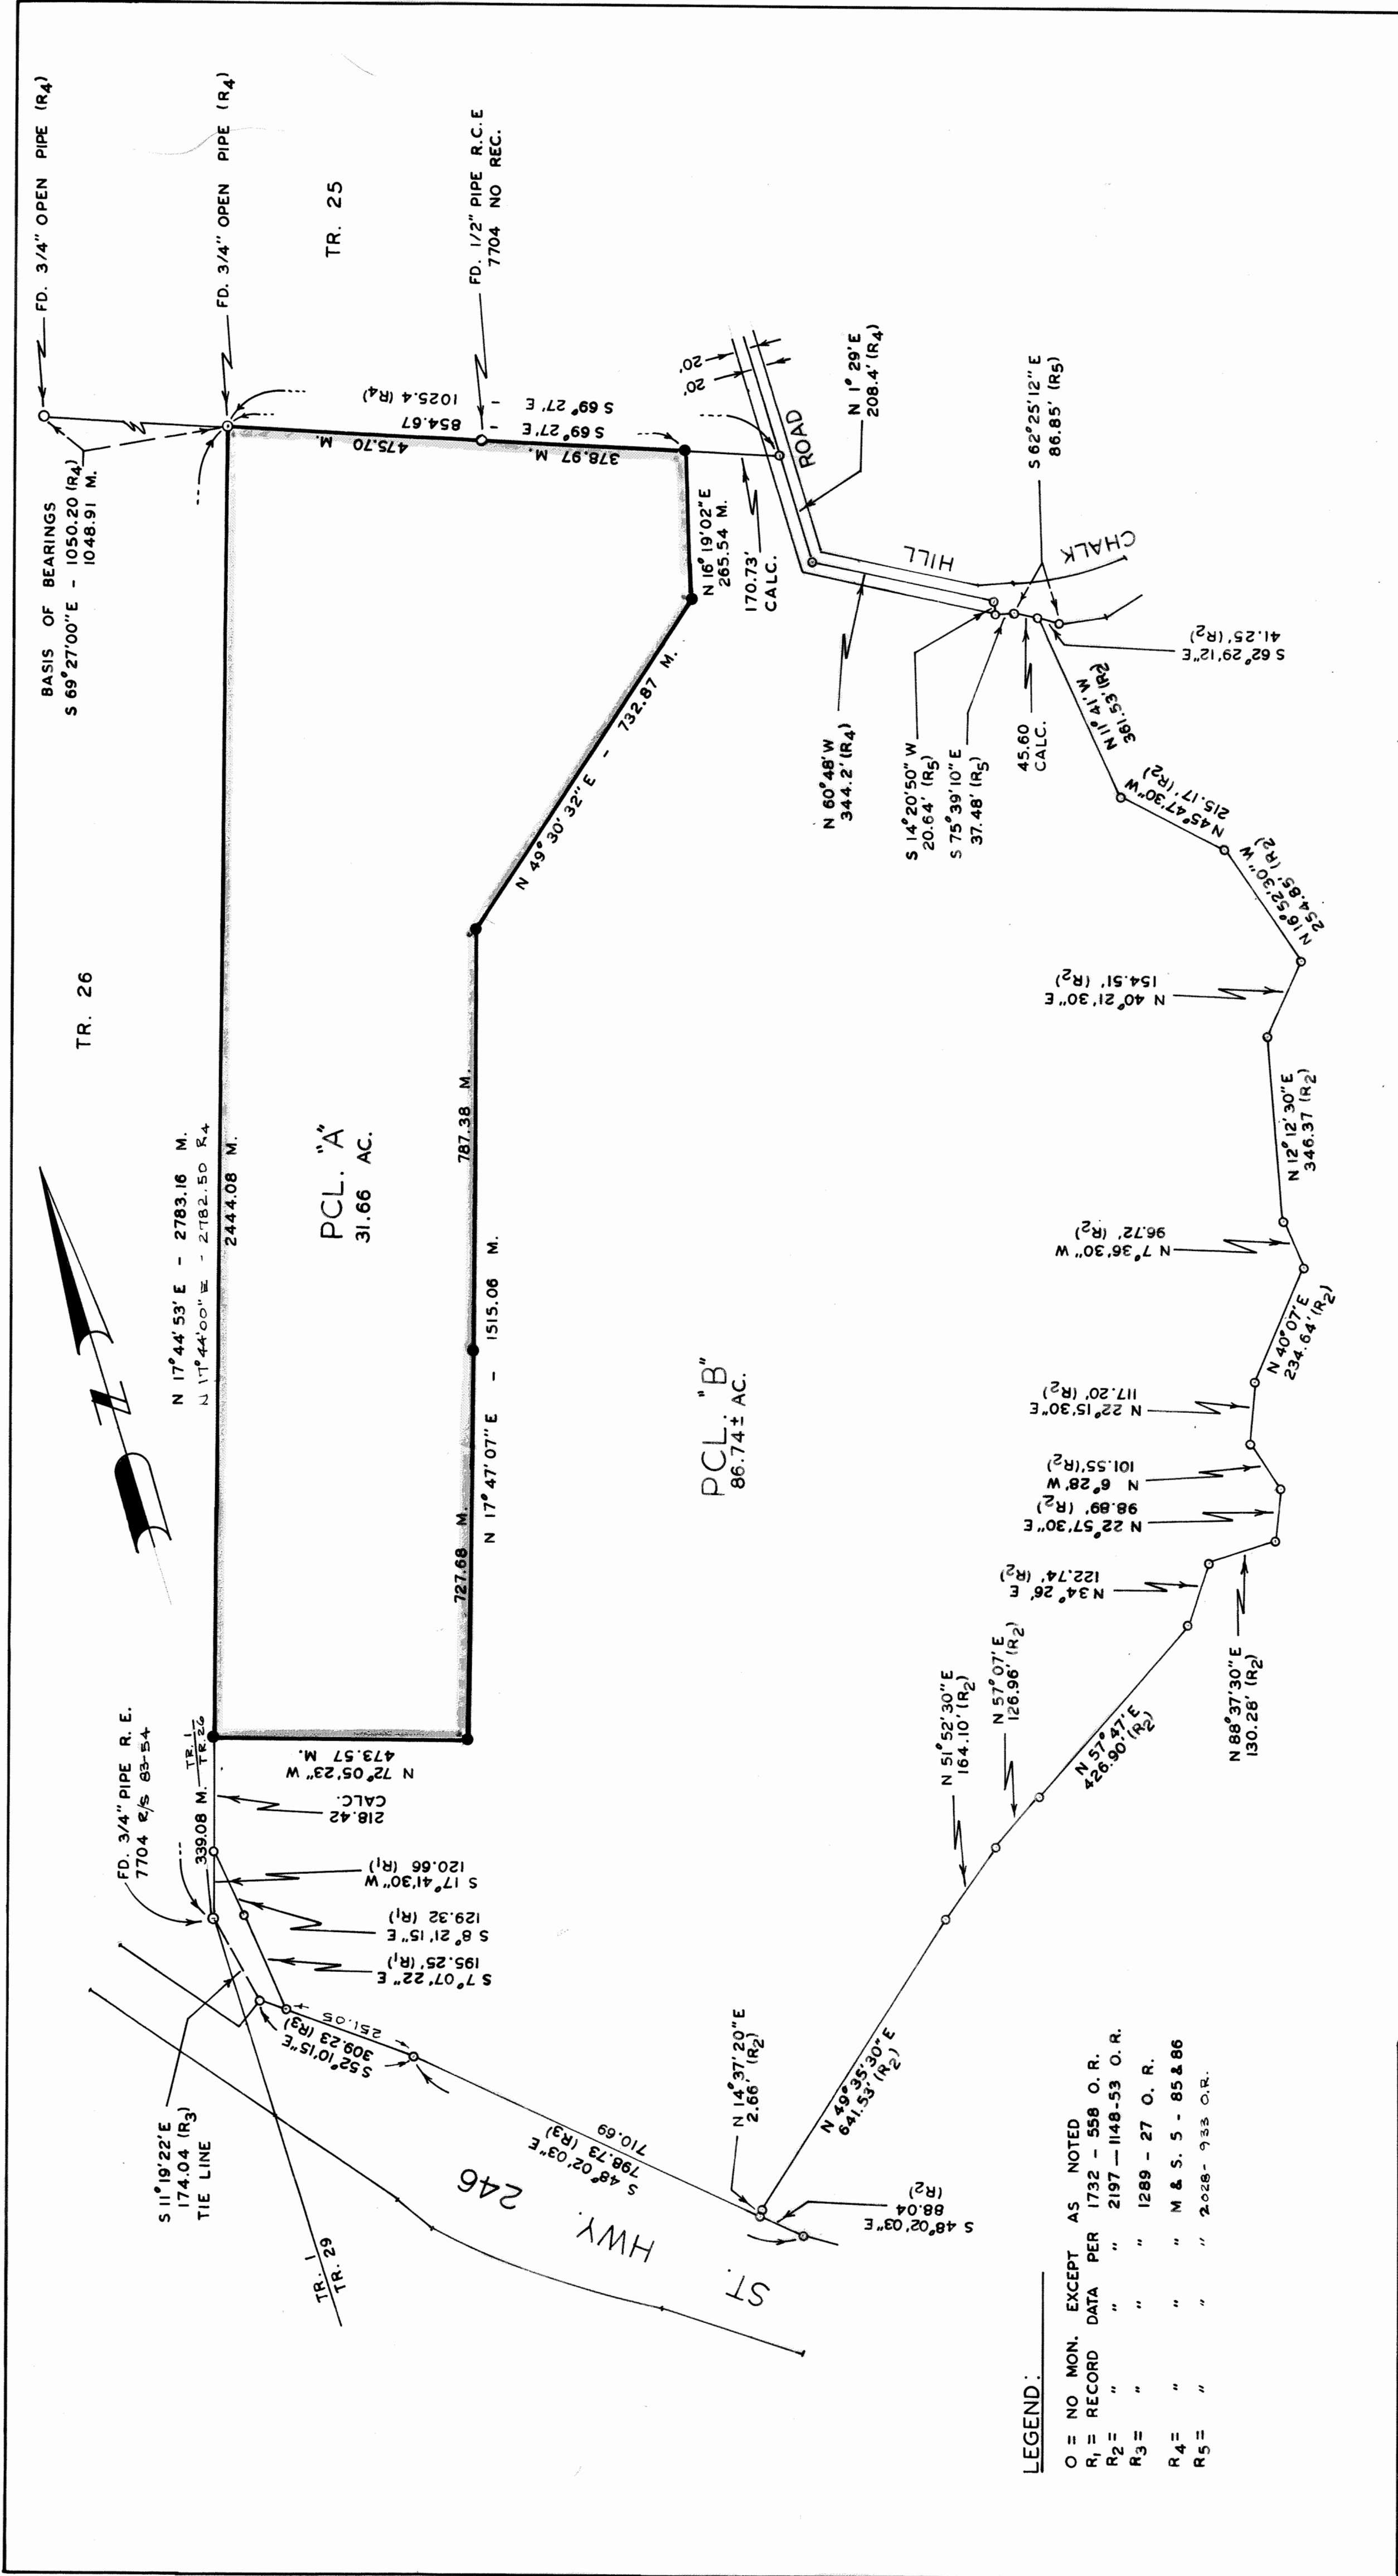 BASIS OF BEARINGS
S 69°27'00"E - 1050.20 (R4)
1048.91 M.
FD. 3/4" OPEN PIPE (R4)
FD. 3/4" OPEN PIPE (R4)
TR. 25
FD. 1/2" PIPE R.C.E
7704 NO REC.
TR. 26
N 17°44'53' E - 2783.16 M.
N 17°44'00" E - 2782.50 R4
2444.08 M.
PCL. "A"
31.66 AC.
S 69° 27' E - 1025.4 (R4)
S 69° 27' E - 854.67
475.70 M.
378.97 M.
N 16° 19'02"E
265.54 M.
170.73'
CALC.
N 49° 30' 32" E - 732.87 M.
787.38 M.
N 17° 47' 07" E - 1515.06 M.
727.68 M.
N 72°05'23" W
473.57 M.
FD. 3/4" PIPE R. E.
7704 R/S 83-54
339.08 M.
TR. 1
TR. 26
218.42
CALC.
S 17°41'30" W
120.66 (R1)
S 8° 21' 15" E
129.32 (R1)
S 7° 07' 22" E
195.25' (R1)
S 11°19'22'E
174.04 (R3)
TIE LINE
TR. 1
TR. 29
S 52°10'15"E
309.23 (R3)
251.05
S 48° 02' 03" E
798.73 (R3)
710.69
ST. HWY. 246
N 14°37' 20"E
2.66' (R2)
S 48°02'03"E
88.04
(R2)
N 49°35'30" E
641.53' (R2)
N 51°52'30" E
164.10' (R2)
N 57°07' E
126.96' (R2)
N 57°47'E
426.90' (R2)
N 34° 26' E
122.74' (R2)
N 88°37'30" E
130.28' (R2)
N 22°57'30"E
98.89' (R2)
N 6°28' W
101.55' (R2)
N 22°15'30"E
117.20' (R2)
N 40°07'E
234.64' (R2)
N 7°36'30" W
96.72' (R2)
N 12°12'30"E
346.37 (R2)
N 40°21'30"E
154.51' (R2)
N 16°52'30" W
254.85' (R2)
N 45°47'30" W
215.17' (R2)
N 11° 41' W
361.53' (R2)
S 62°29'12"E
41.25' (R2)
45.60
CALC.
S 62°25'12" E
86.85' (R5)
S 75°39'10" E
37.48' (R5)
S 14°20'50" W
20.64' (R5)
N 60°48'W
344.2' (R4)
N 1° 29' E
208.4' (R4)
20'
20'
CHALK HILL ROAD
PCL. "B"
86.74± AC.
N
LEGEND:
O = NO MON. EXCEPT AS NOTED
R1 = RECORD DATA PER 1732 - 558 O. R.
R2 = " " " 2197 - 1148-53 O. R.
R3 = " " " 1289 - 27 O. R.
R4 = " " " M & S. 5 - 85 & 86
R5 = " " " 2028 - 933 O.R.